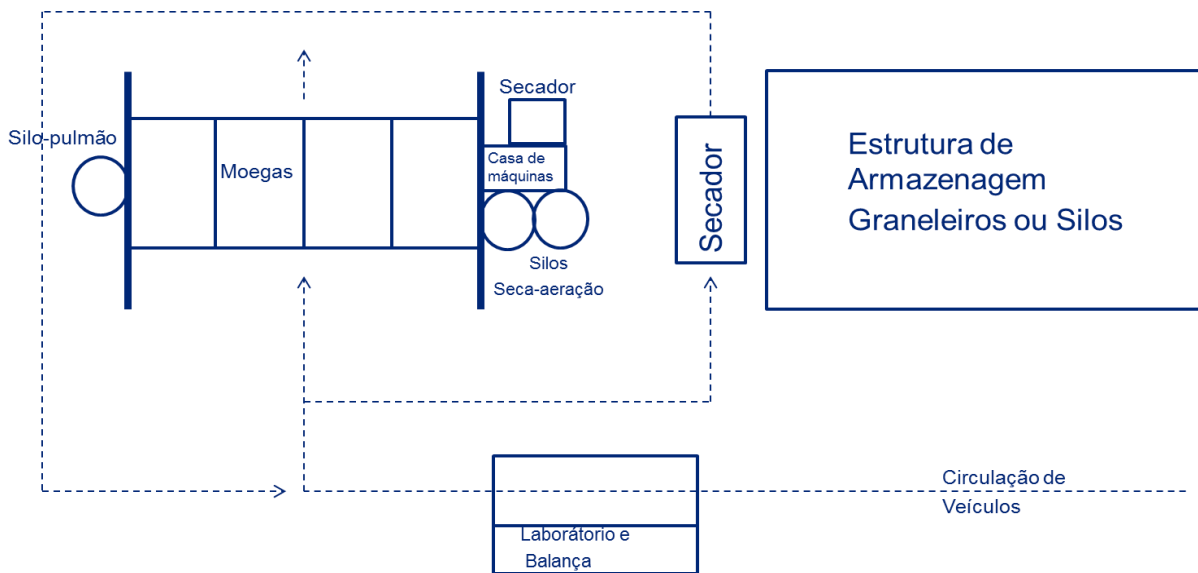 Silo-pulmão
Moegas
Secador
Casa de
máquinas
Silos
Seca-aeração
Secador
Estrutura de
Armazenagem
Graneleiros ou Silos
Circulação de
Veículos
Laborátorio e
Balança